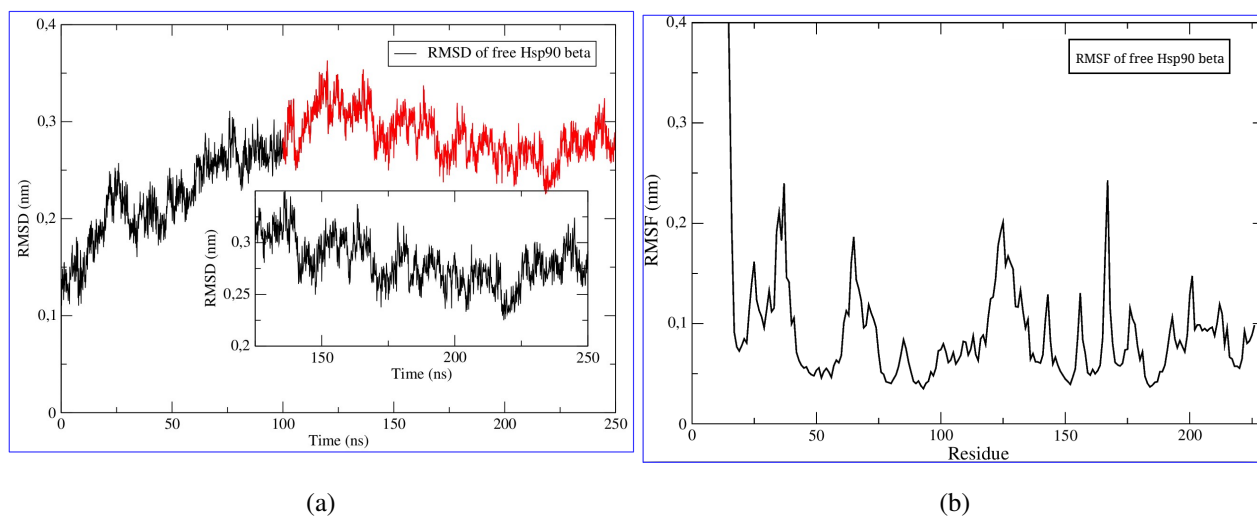 0,4
RMSD of free Hsp90 beta
0,3
0,2
0,1
0
RMSD (nm)
0,3
0,25
0,2
RMSD (nm)
150
200
250
Time (ns)
0
50
100
150
200
250
Time (ns)
(a)
0,4
RMSF of free Hsp90 beta
0,3
0,2
0,1
0
RMSF (nm)
0
50
100
150
200
Residue
(b)